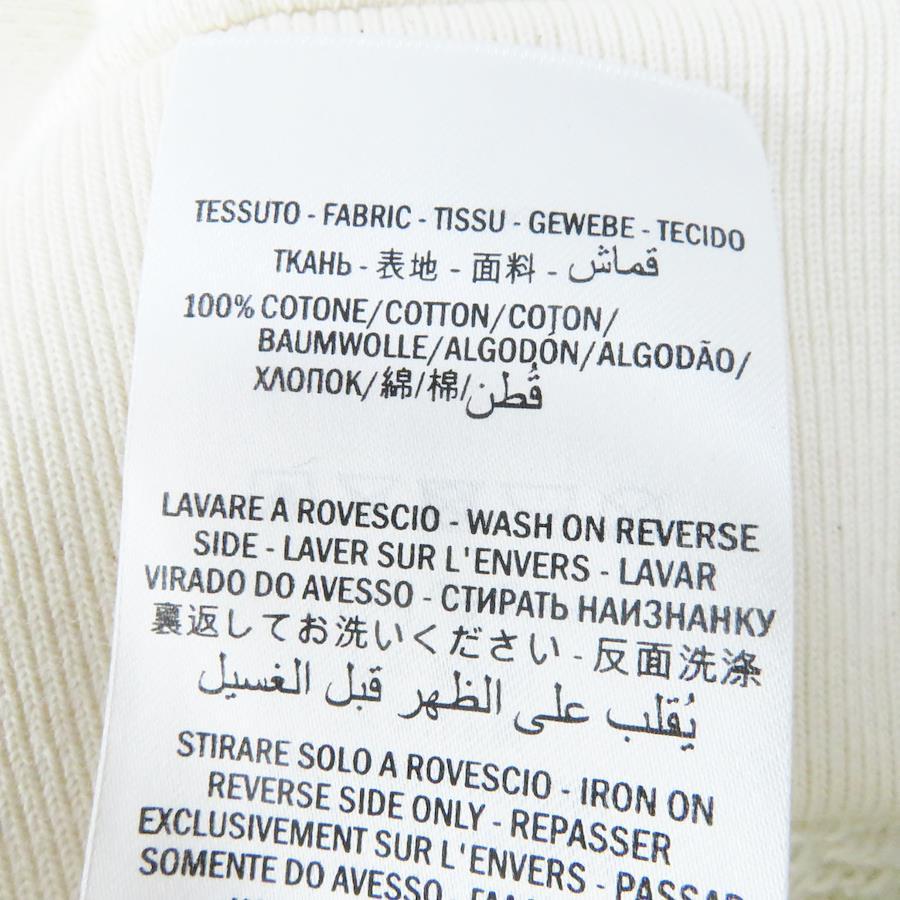 TESSUTO - FABRIC - TISSU - GEWEBE - TECIDO
ТКАНЬ - 表地 - 面料 - قماش
100% COTONE/COTTON/COTON/
BAUMWOLLE/ALGODÓN/ALGODÃO/
ХЛОПОК/綿/棉/قُطن
LAVARE A ROVESCIO - WASH ON REVERSE
SIDE - LAVER SUR L'ENVERS - LAVAR
VIRADO DO AVESSO - СТИРАТЬ НАИЗНАНКУ
裏返してお洗いください - 反面洗涤
يُقلب على الظهر قبل الغسيل
STIRARE SOLO A ROVESCIO - IRON ON
REVERSE SIDE ONLY - REPASSER
EXCLUSIVEMENT SUR L'ENVERS - PASSAR
SOMENTE DO AVESSO -